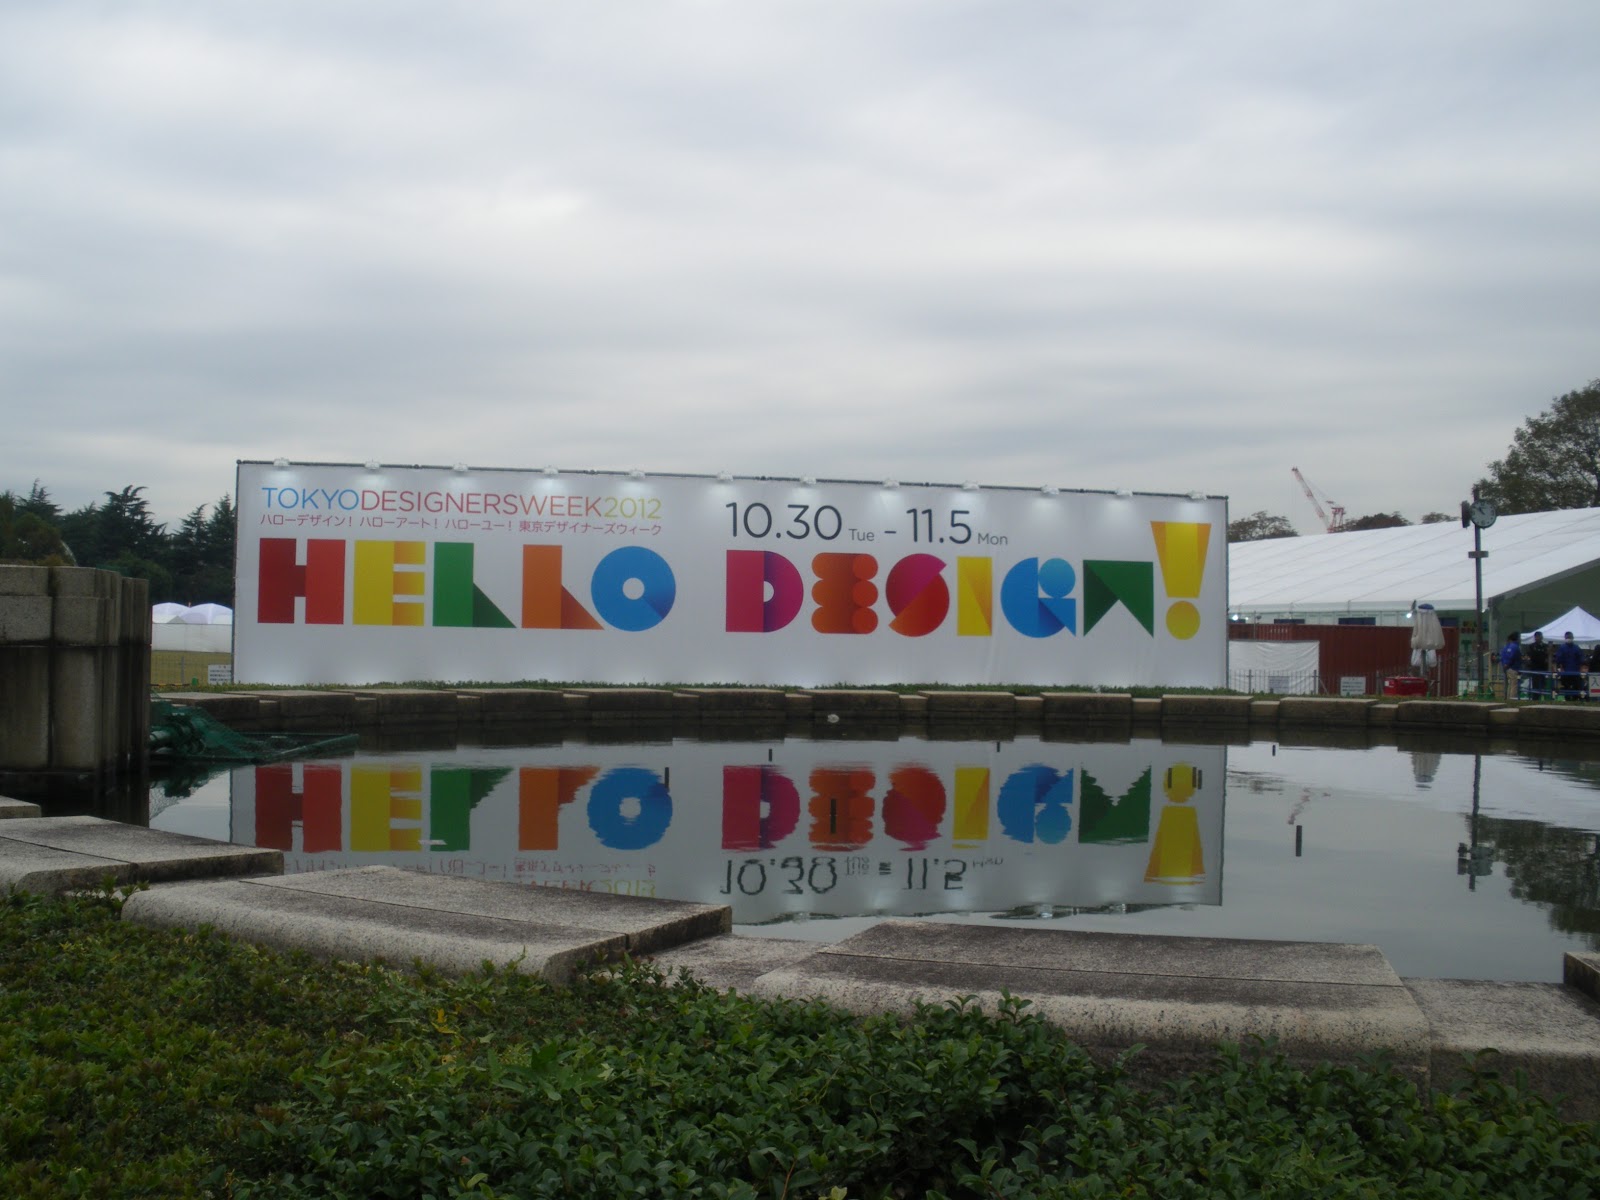 TOKYODESIGNERSWEEK2012
ハローデザイン！ハローアート！ハローユー！東京デザイナーズウィーク
10.30 Tue - 11.5 Mon
HELLO DESIGN!